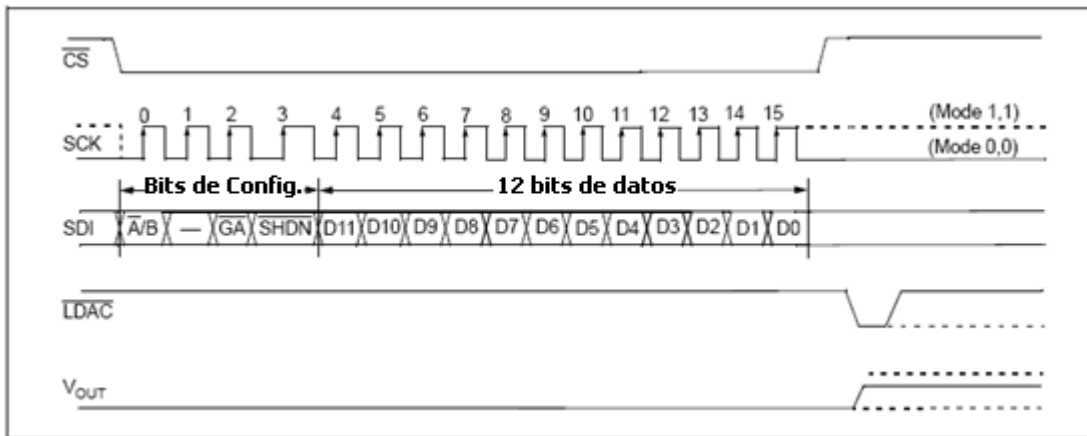 CS
0 1 2 3 4 5 6 7 8 9 10 11 12 13 14 15 (Mode 1,1)
SCK (Mode 0,0)
Bits de Config. 12 bits de datos
SDI A/B — GA SHDN D11 D10 D9 D8 D7 D6 D5 D4 D3 D2 D1 D0
LDAC
VOUT